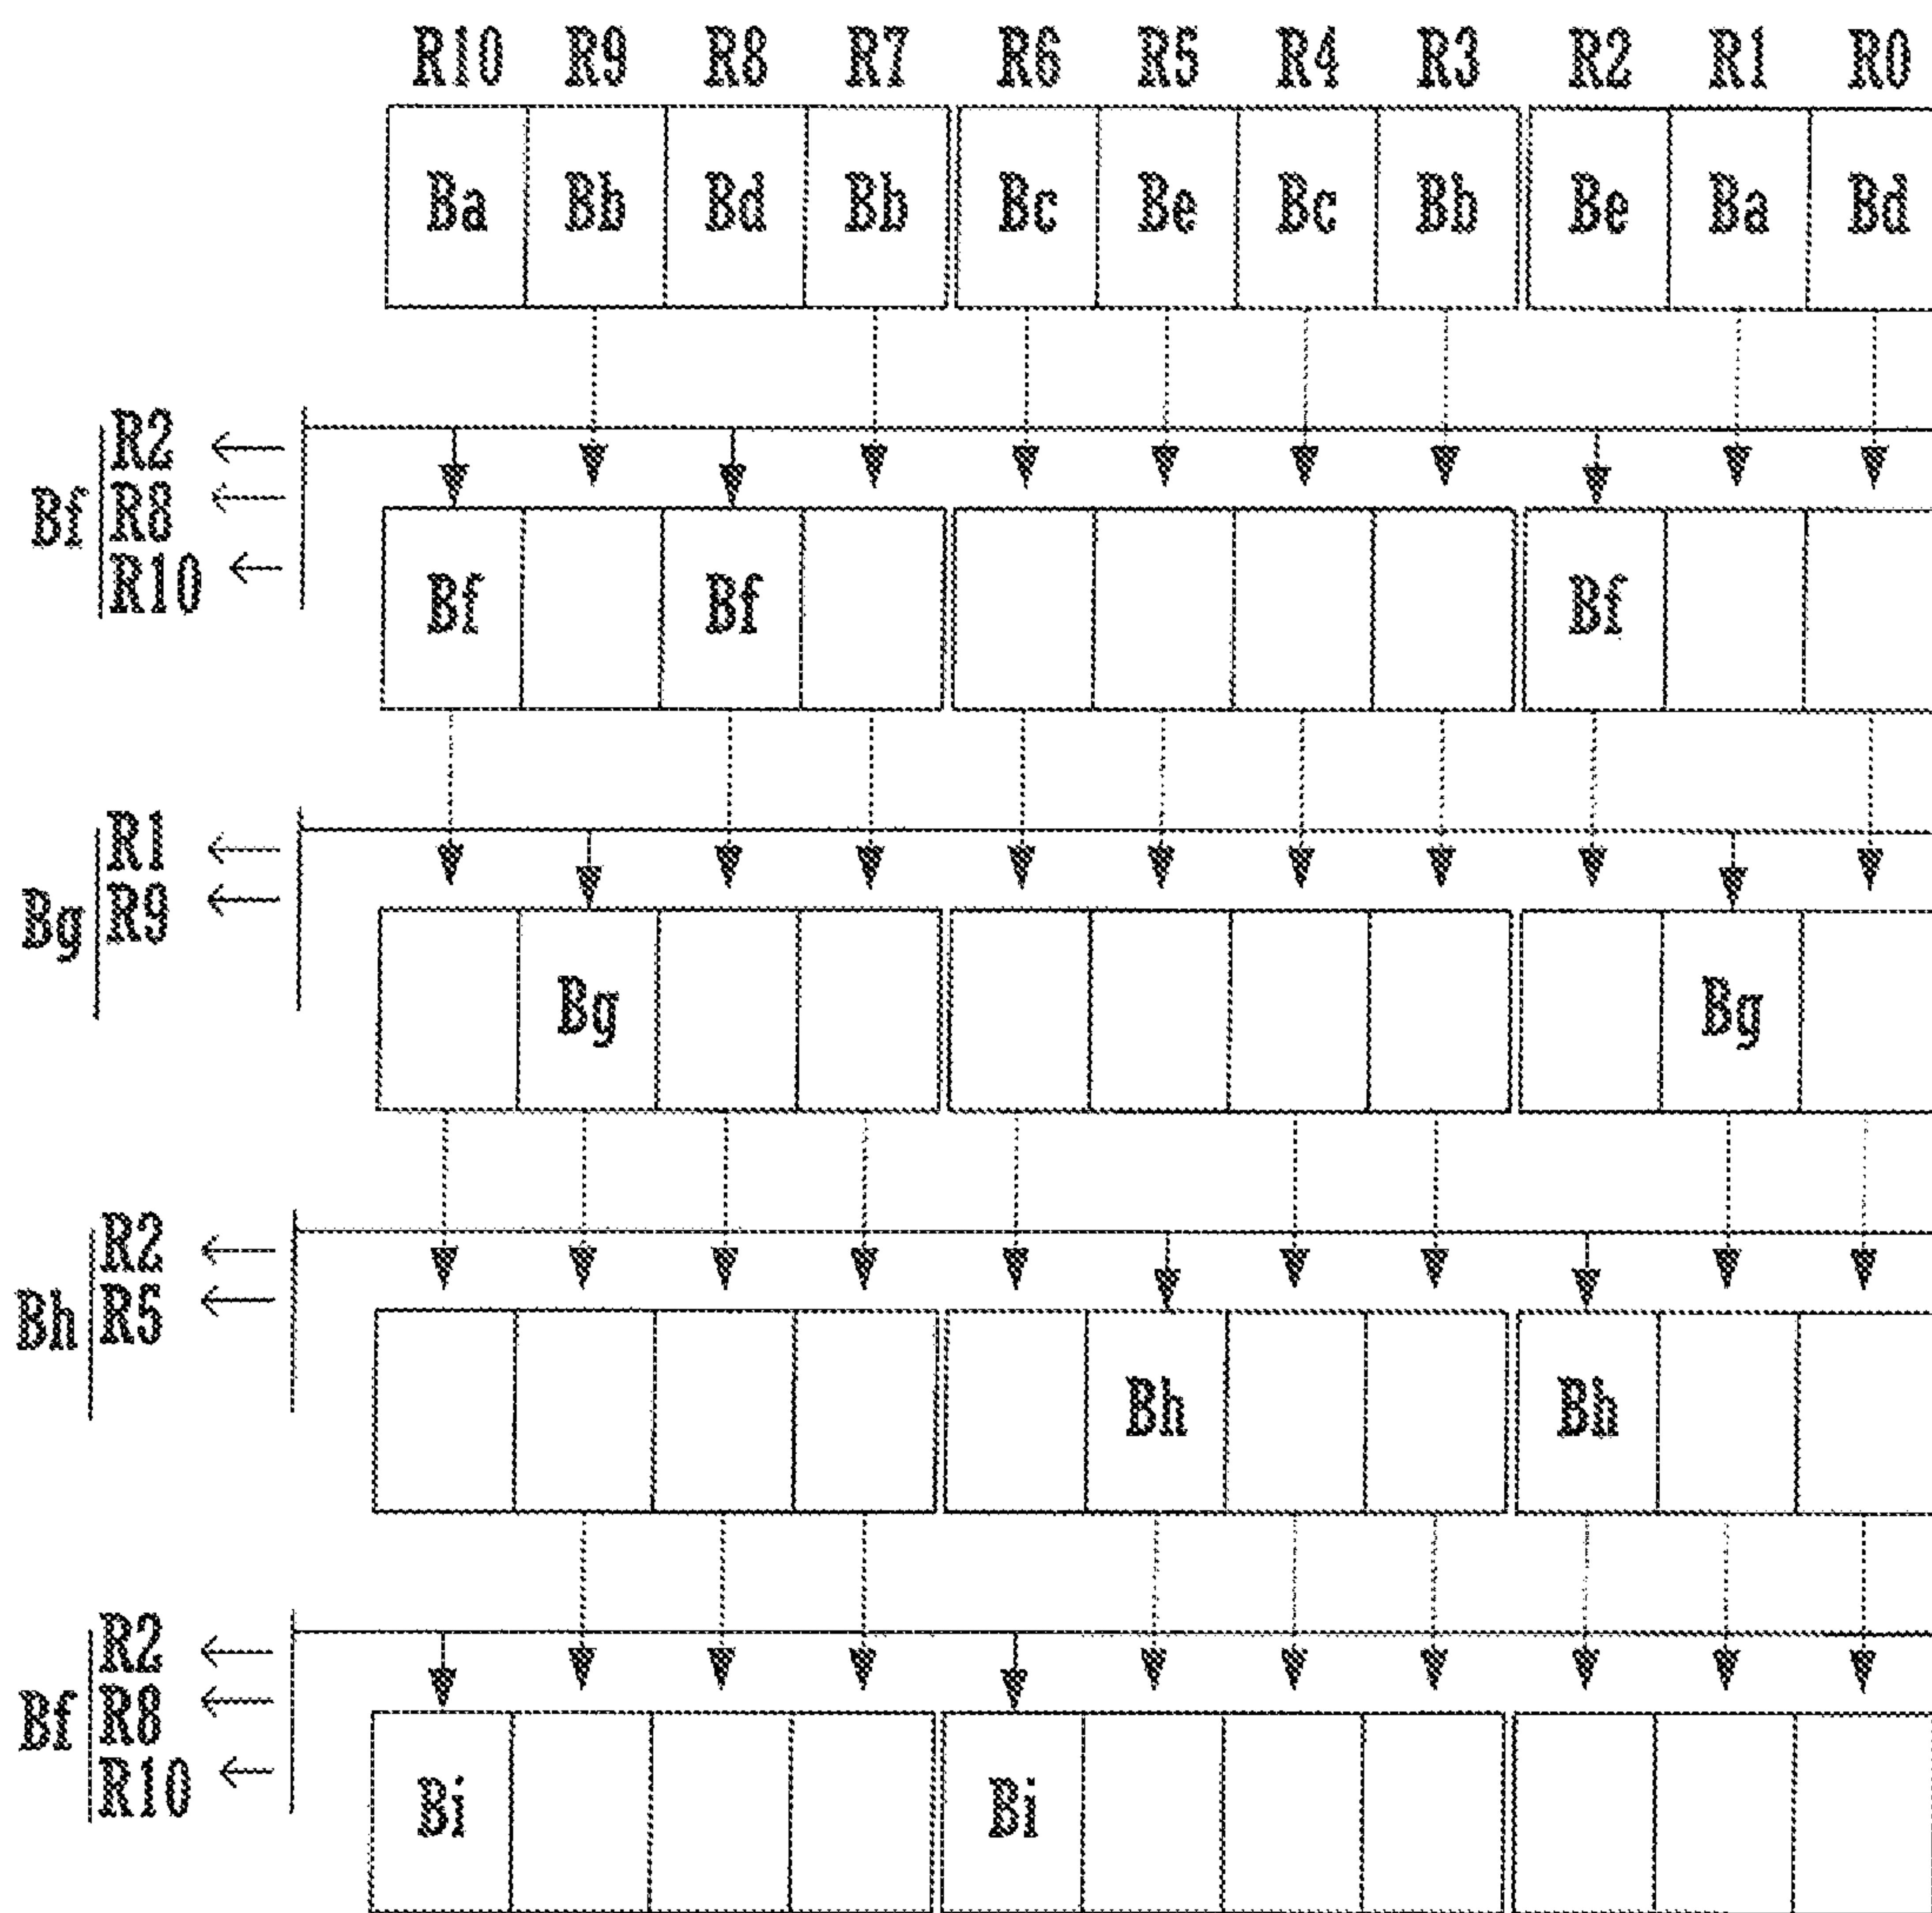 R10 R9 R8 R7 R6 R5 R4 R3 R2 R1 R0
Ba Bb Bd Bb Bc Be Bc Bb Be Ba Bd
R2
Bf R8
R10
Bf Bf Bf
R1
Bg R9
Bg Bg
R2
Bh R5
Bh Bh
R2
Bf R8
R10
Bi Bi